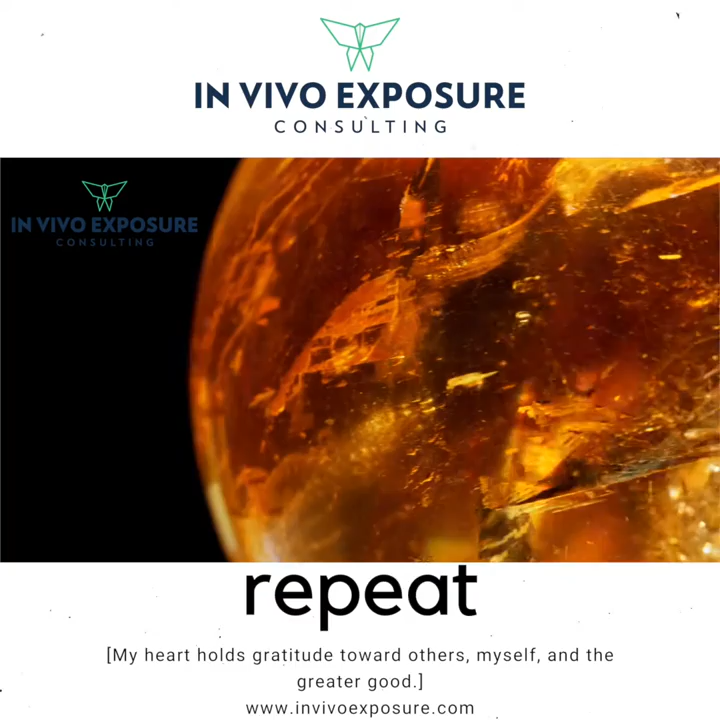 IN VIVO EXPOSURE
CONSULTING
IN VIVO EXPOSURE
CONSULTING
repeat
[My heart holds gratitude toward others, myself, and the
greater good.]
www.invivoexposure.com